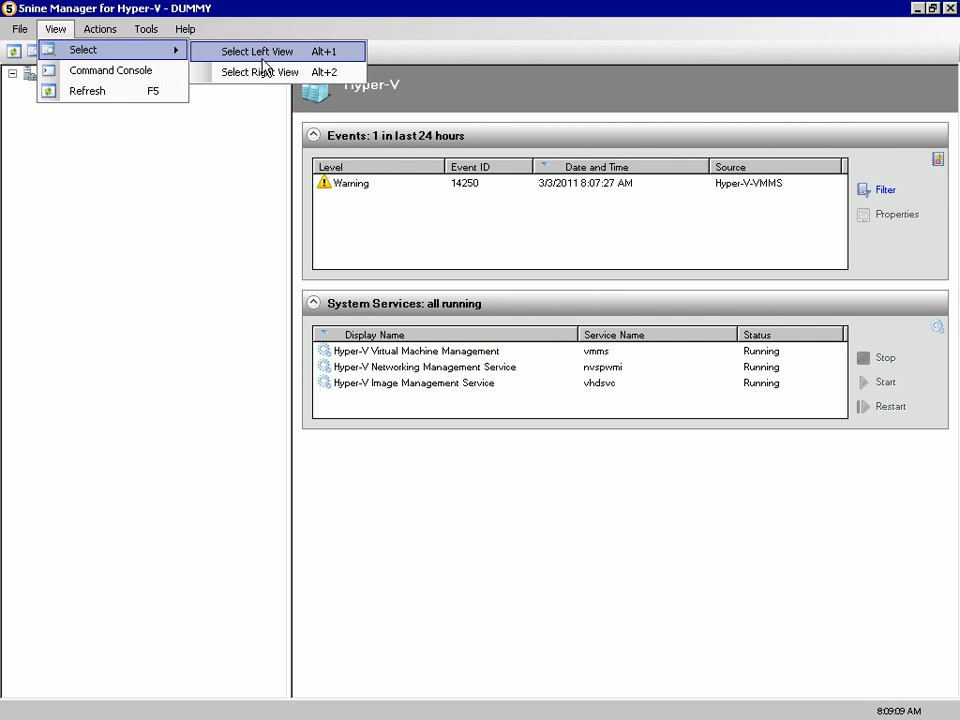 5nine Manager for Hyper-V - DUMMY
File View Actions Tools Help
Select
Select Left View Alt+1
Command Console
Select Right View Alt+2
Refresh F5
Hyper-V
Events: 1 in last 24 hours
Level Event ID Date and Time Source
Warning 14250 3/3/2011 8:07:27 AM Hyper-V-VMMS
Filter
Properties
System Services: all running
Display Name Service Name Status
Hyper-V Virtual Machine Management vmms Running
Hyper-V Networking Management Service nvspwmi Running
Hyper-V Image Management Service vhdsvc Running
Stop
Start
Restart
8:09:09 AM